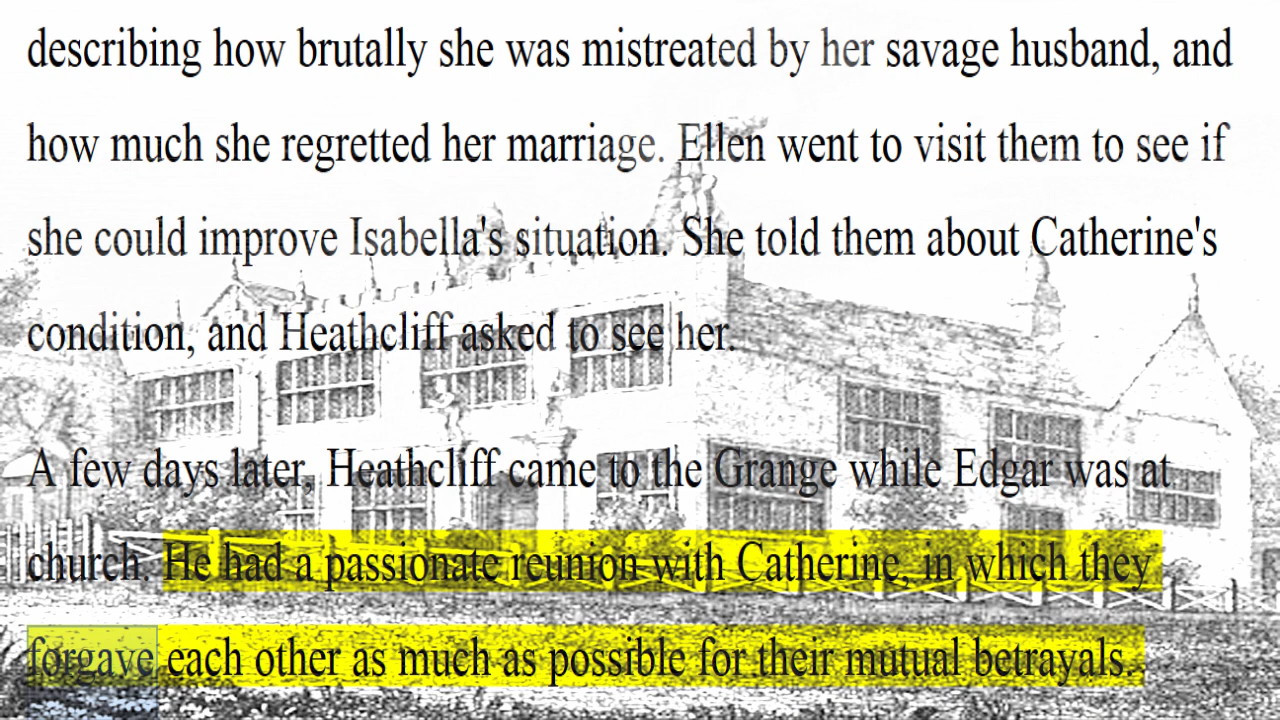 describing how brutally she was mistreated by her savage husband, and
how much she regretted her marriage. Ellen went to visit them to see if
she could improve Isabella's situation. She told them about Catherine's
condition, and Heathcliff asked to see her.
A few days later, Heathcliff came to the Grange while Edgar was at
church. He had a passionate reunion with Catherine, in which they
forgave each other as much as possible for their mutual betrayals.